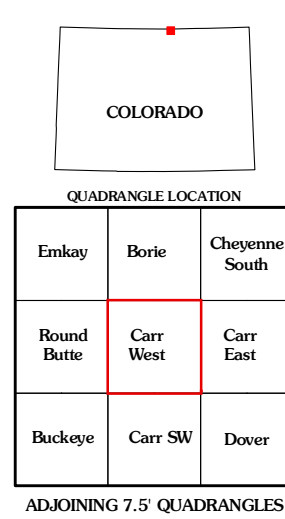 COLORADO
QUADRANGLE LOCATION
Emkay
Borie
Cheyenne
South
Round
Butte
Carr
West
Carr
East
Buckeye
Carr SW
Dover
ADJOINING 7.5' QUADRANGLES